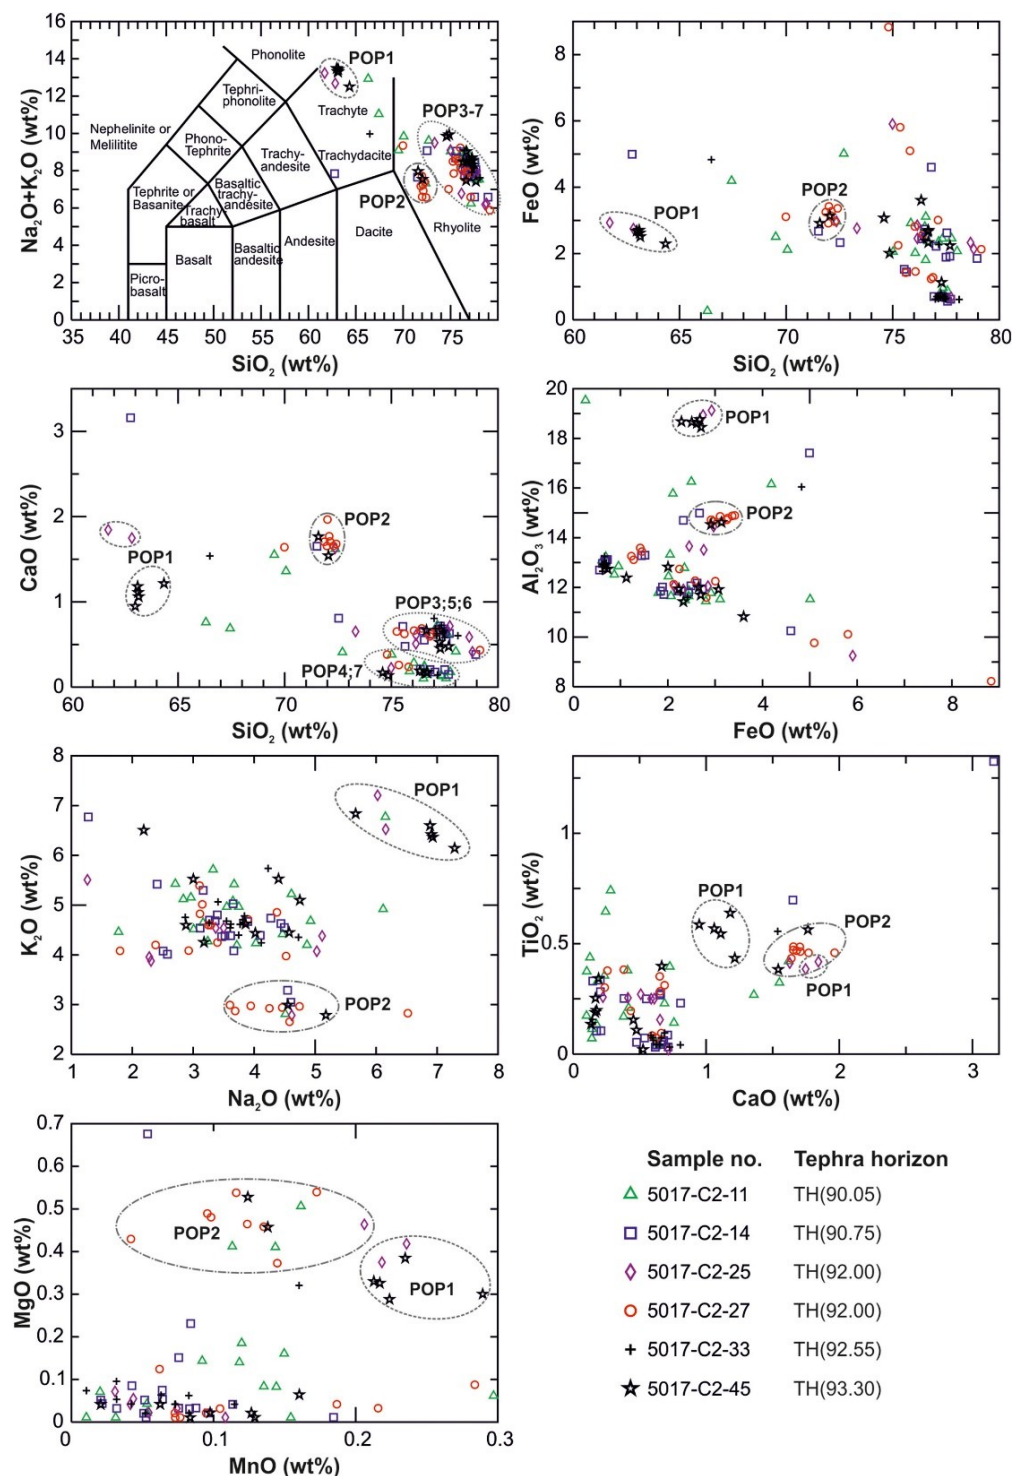 16
14
12
10
8
6
4
2
0
35
40
45
50
55
60
65
70
75
Na₂O+K₂O (wt%)
SiO₂ (wt%)
Phonolite
POP1
Tephri-
phonolite
Trachyte
POP3-7
Nephelinite or
Melilitite
Phono-
Tephrite
Trachy-
andesite
Trachydacite
Tephrite or
Basanite
Basaltic
trachy-
andesite
POP2
Trachy-
basalt
Rhyolite
Andesite
Dacite
Basalt
Basaltic
andesite
Picro-
basalt
8
6
4
2
0
60
65
70
75
80
FeO (wt%)
SiO₂ (wt%)
POP2
POP1
3
2
1
0
60
65
70
75
80
CaO (wt%)
SiO₂ (wt%)
POP2
POP1
POP3;5;6
POP4;7
20
18
16
14
12
10
8
0
2
4
6
8
Al₂O₃ (wt%)
FeO (wt%)
POP1
POP2
8
7
6
5
4
3
2
1
2
3
4
5
6
7
8
K₂O (wt%)
Na₂O (wt%)
POP1
POP2
1
0.5
0
0
1
2
3
TiO₂ (wt%)
CaO (wt%)
POP1
POP2
POP1
0.7
0.6
0.5
0.4
0.3
0.2
0.1
0
0
0.1
0.2
0.3
MgO (wt%)
MnO (wt%)
POP2
POP1
Sample no. Tephra horizon
5017-C2-11 TH(90.05)
5017-C2-14 TH(90.75)
5017-C2-25 TH(92.00)
5017-C2-27 TH(92.00)
5017-C2-33 TH(92.55)
5017-C2-45 TH(93.30)